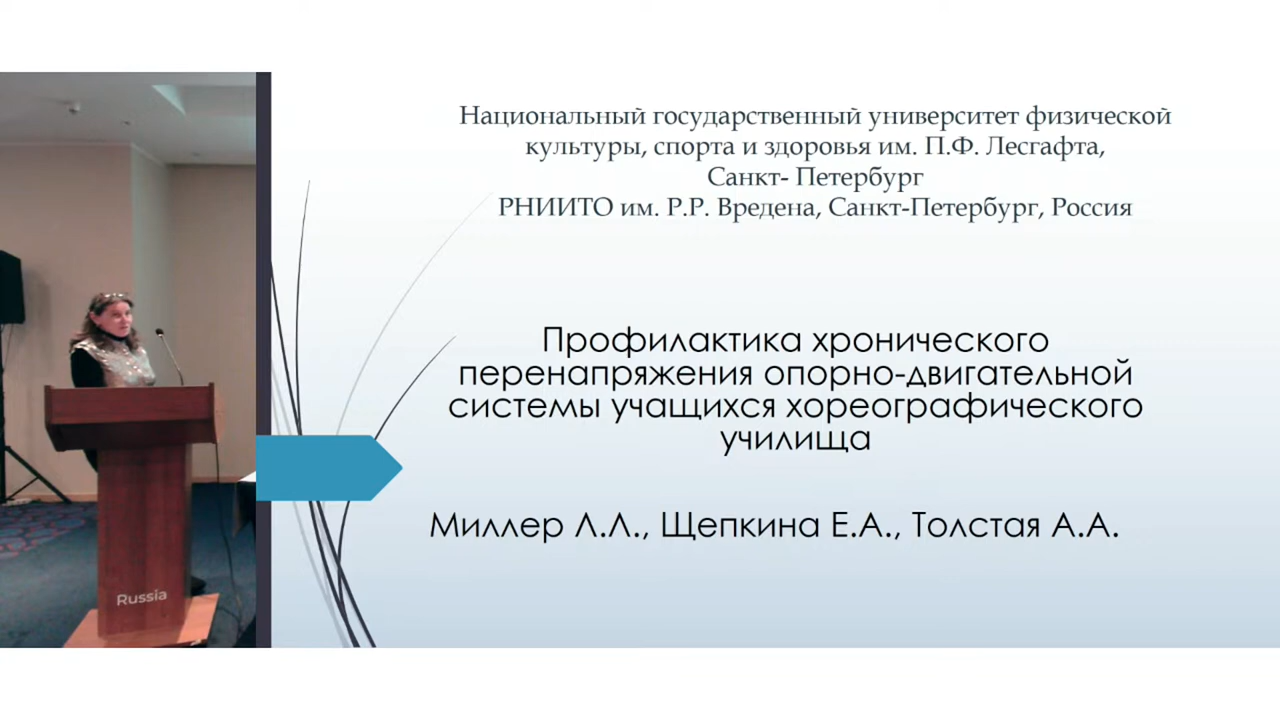 Национальный государственный университет физической
культуры, спорта и здоровья им. П.Ф. Лесгафта,
Санкт- Петербург
РНИИТО им. Р.Р. Вредена, Санкт-Петербург, Россия
Профилактика хронического
перенапряжения опорно-двигательной
системы учащихся хореографического
училища
Миллер Л.Л., Щепкина Е.А., Толстая А.А.
Russia